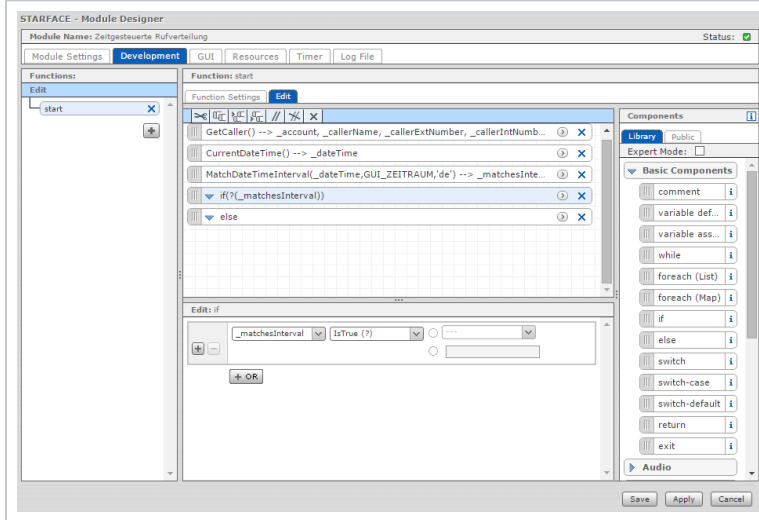 STARFACE - Module Designer
Module Name: Zeitgesteuerte Rufverteilung
Status:
Module Settings Development GUI Resources Timer Log File
Functions:
Edit
start
Function: start
Function Settings Edit
GetCaller() --> _account, _callerName, _callerExtNumber, _callerIntNumb...
CurrentDateTime() --> _dateTime
MatchDateTimeInterval(_dateTime,GUI_ZEITRAUM,'de') --> _matchesInte...
if(?(_matchesInterval))
else
Edit: if
_matchesInterval IsTrue (?) ---
+ OR
Components
Library Public
Expert Mode:
Basic Components
comment
variable def...
variable ass...
while
foreach (List)
foreach (Map)
if
else
switch
switch-case
switch-default
return
exit
Audio
Save Apply Cancel